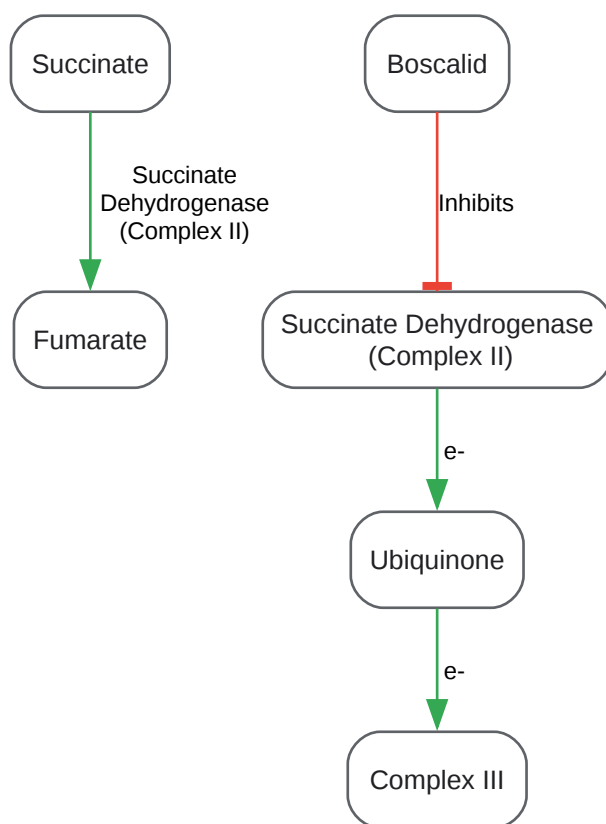 Succinate
Boscalid
Succinate
Dehydrogenase
(Complex II)
Inhibits
Fumarate
Succinate Dehydrogenase
(Complex II)
e-
Ubiquinone
e-
Complex III